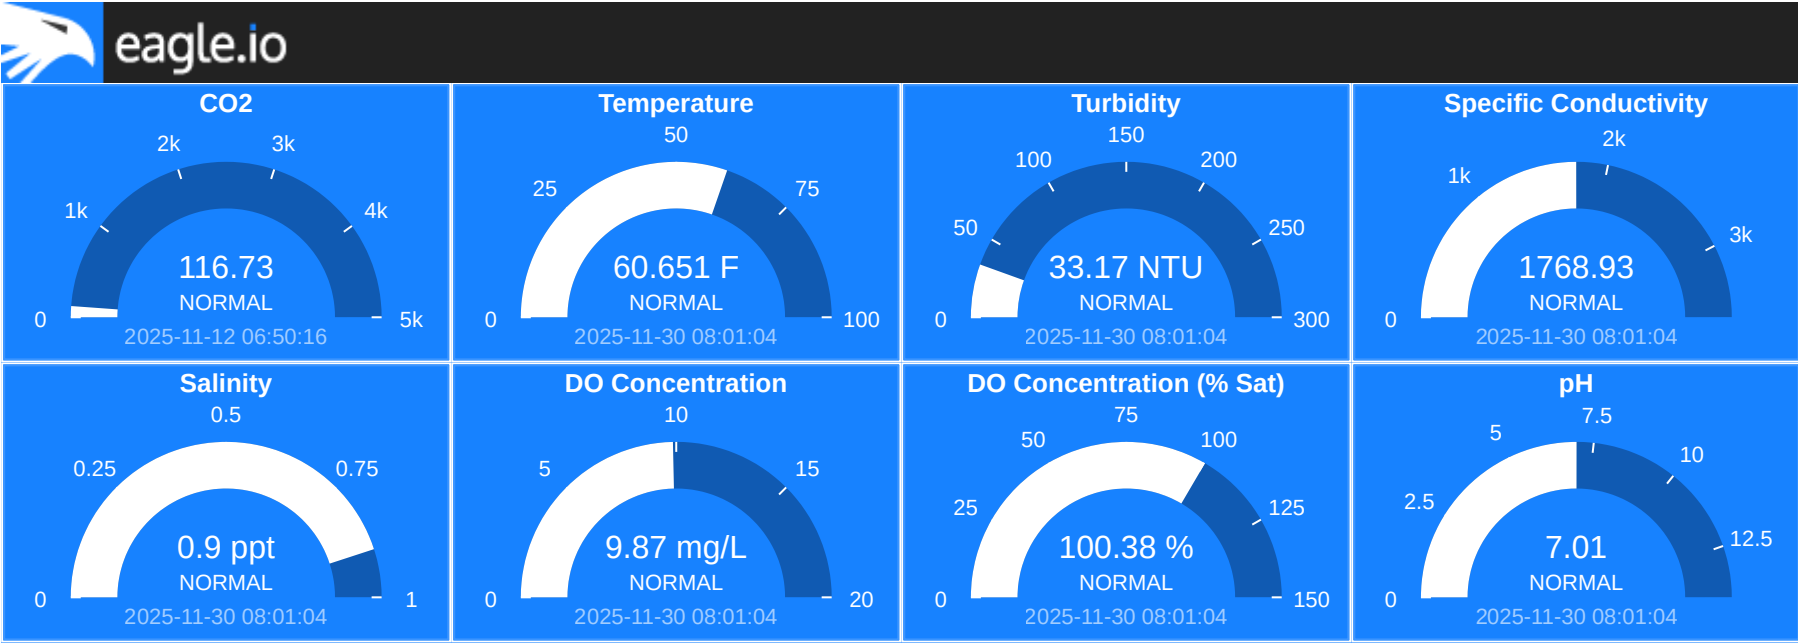 eagle.io
CO2
0
1k
2k
3k
4k
5k
116.73
NORMAL
2025-11-12 06:50:16
Temperature
0
25
50
75
100
60.651 F
NORMAL
2025-11-30 08:01:04
Turbidity
0
50
100
150
200
250
300
33.17 NTU
NORMAL
2025-11-30 08:01:04
Specific Conductivity
0
1k
2k
3k
1768.93
NORMAL
2025-11-30 08:01:04
Salinity
0
0.25
0.5
0.75
1
0.9 ppt
NORMAL
2025-11-30 08:01:04
DO Concentration
0
5
10
15
20
9.87 mg/L
NORMAL
2025-11-30 08:01:04
DO Concentration (% Sat)
0
25
50
75
100
125
150
100.38 %
NORMAL
2025-11-30 08:01:04
pH
0
2.5
5
7.5
10
12.5
7.01
NORMAL
2025-11-30 08:01:04